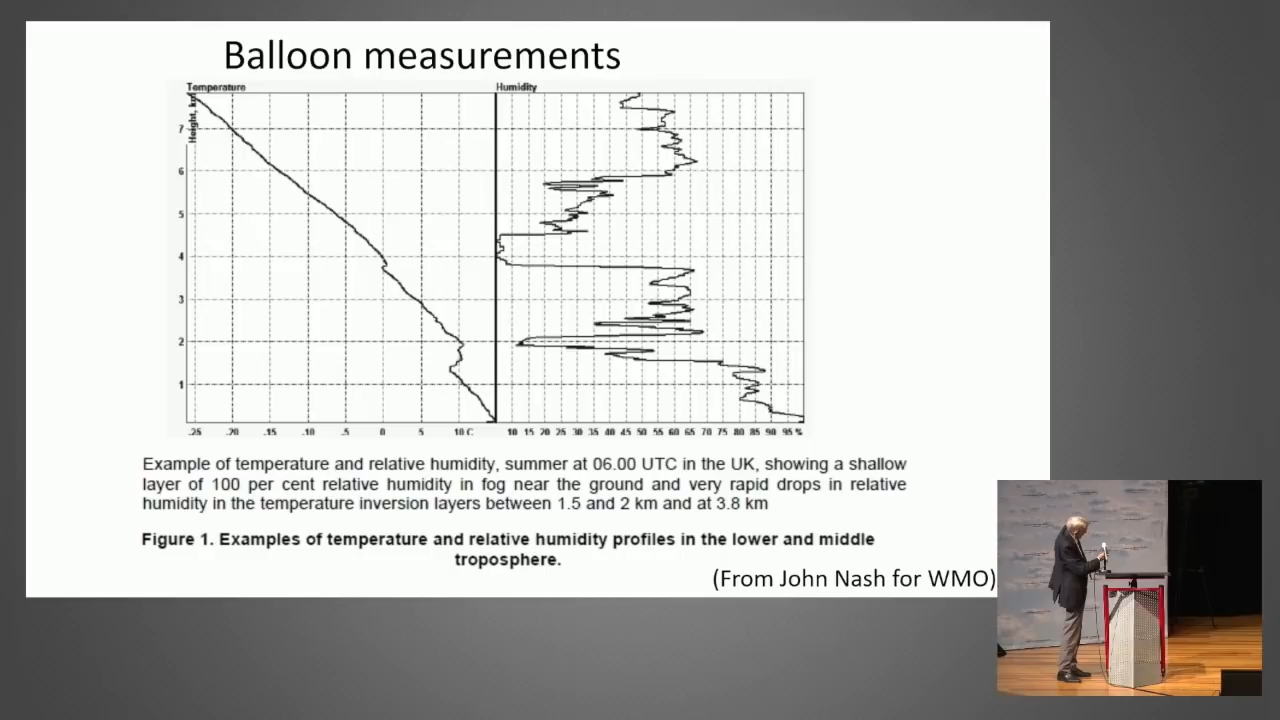 Balloon measurements
Temperature
Humidity
Height, km
7
6
5
4
3
2
1
.25 .20 .15 .10 .5 0 5 10 C
10 15 20 25 30 35 40 45 50 55 60 65 70 75 80 85 90 95 %
Example of temperature and relative humidity, summer at 06.00 UTC in the UK, showing a shallow
layer of 100 per cent relative humidity in fog near the ground and very rapid drops in relative
humidity in the temperature inversion layers between 1.5 and 2 km and at 3.8 km
Figure 1. Examples of temperature and relative humidity profiles in the lower and middle
troposphere.
(From John Nash for WMO)